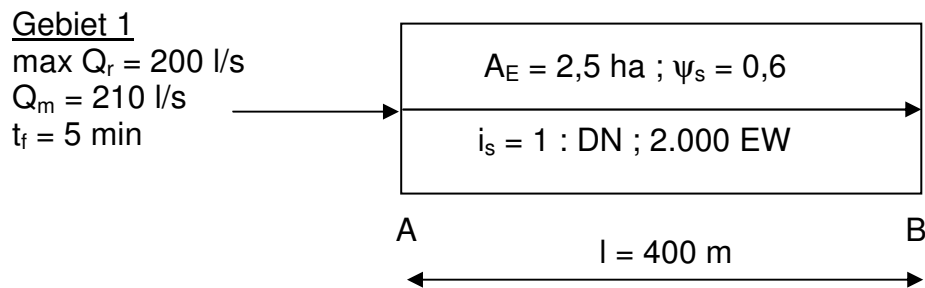 Gebiet 1
max Qr = 200 l/s
Qm = 210 l/s
tf = 5 min
AE = 2,5 ha ; ψs = 0,6
is = 1 : DN ; 2.000 EW
A
B
l = 400 m